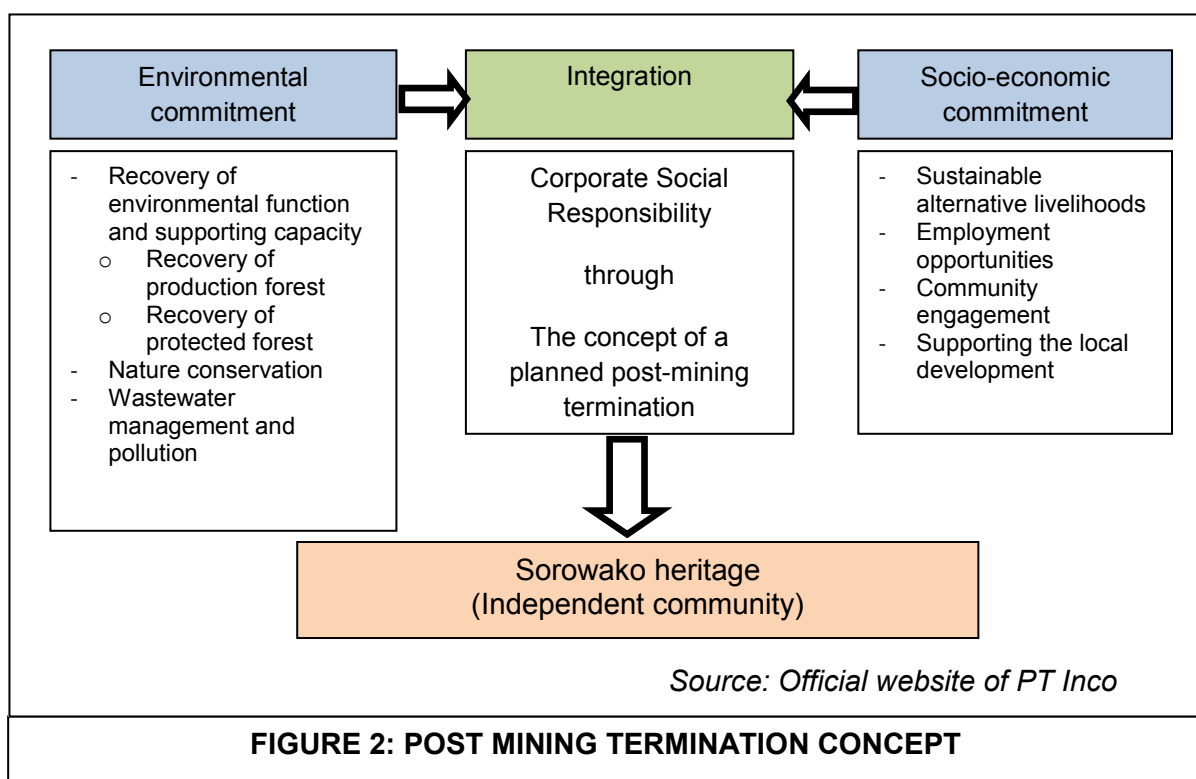 Environmental
commitment
Integration
Socio-economic
commitment
- Recovery of
environmental function
and supporting capacity
o Recovery of
production forest
o Recovery of
protected forest
- Nature conservation
- Wastewater
management and
pollution
Corporate Social
Responsibility
through
The concept of a
planned post-mining
termination
- Sustainable
alternative livelihoods
- Employment
opportunities
- Community
engagement
- Supporting the local
development
Sorowako heritage
(Independent community)
Source: Official website of PT Inco
FIGURE 2: POST MINING TERMINATION CONCEPT